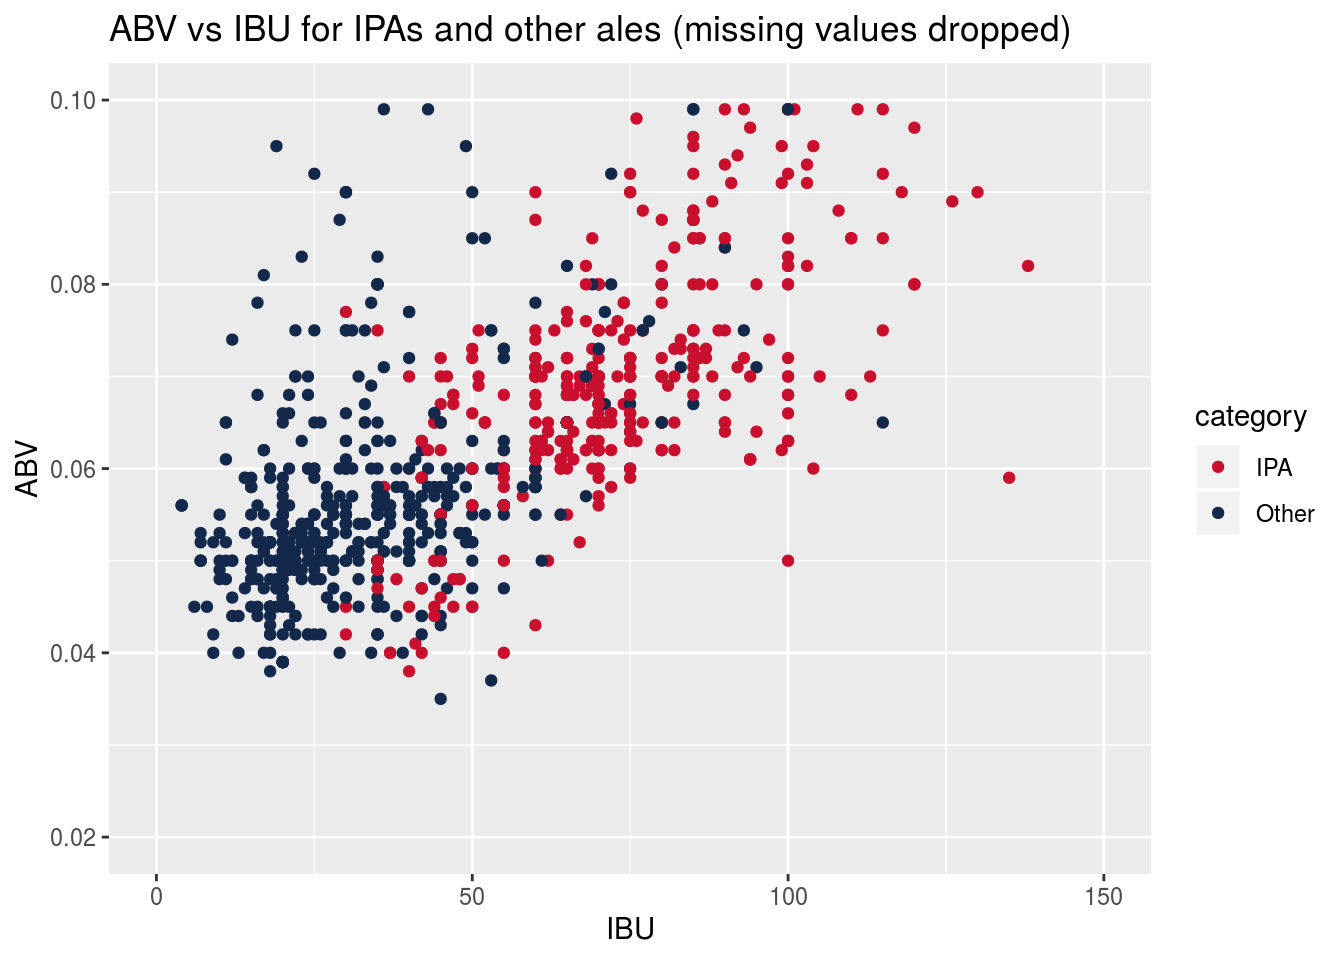 ABV vs IBU for IPAs and other ales (missing values dropped)
0.10
0.08
0.06
0.04
0.02
ABV
0
50
100
150
IBU
category
IPA
Other